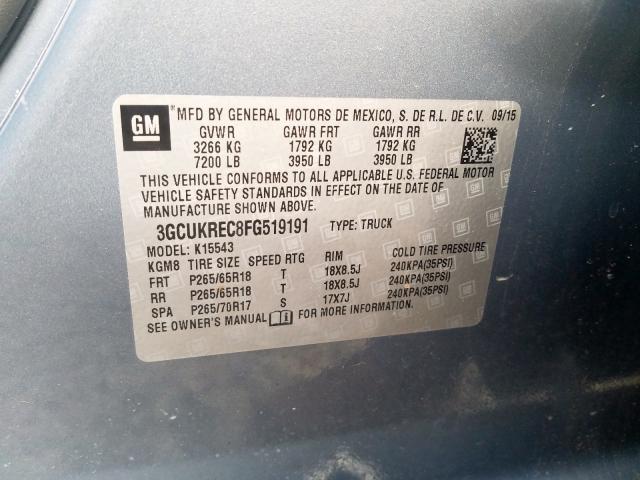 GM
MFD BY GENERAL MOTORS DE MEXICO, S. DE R.L. DE C.V. 09/15
GVWR GAWR FRT GAWR RR
3266 KG 1792 KG 1792 KG
7200 LB 3950 LB 3950 LB
THIS VEHICLE CONFORMS TO ALL APPLICABLE U.S. FEDERAL MOTOR
VEHICLE SAFETY STANDARDS IN EFFECT ON THE DATE OF
MANUFACTURE SHOWN ABOVE.
3GCUKREC8FG519191 TYPE: TRUCK
MODEL: K15543
KGM8 TIRE SIZE SPEED RTG RIM COLD TIRE PRESSURE
FRT P265/65R18 T 18X8.5J 240KPA(35PSI)
RR P265/65R18 T 18X8.5J 240KPA(35PSI)
SPA P265/70R17 S 17X7J 240KPA(35PSI)
SEE OWNER'S MANUAL FOR MORE INFORMATION.